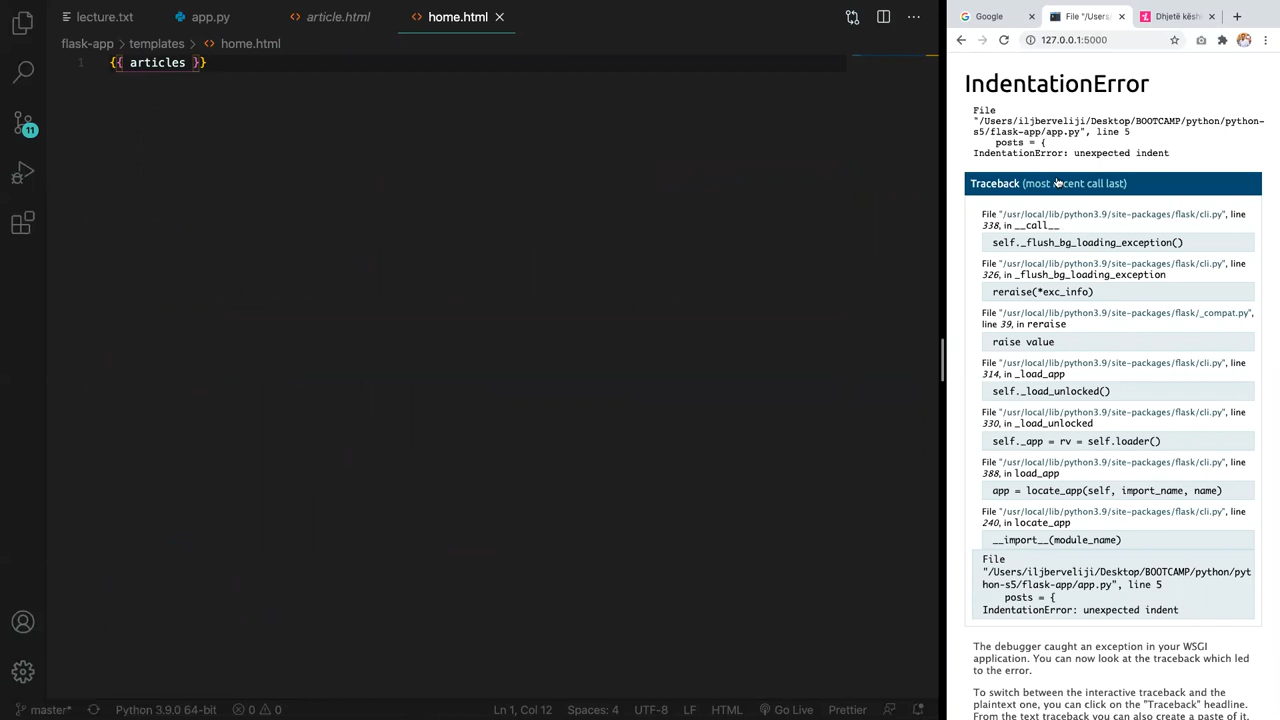 lecture.txt
app.py
article.html
home.html
flask-app
templates
home.html
1
{{ articles }}
11
master*
Python 3.9.0 64-bit
0
0
Ln 1, Col 12
Spaces: 4
UTF-8
LF
HTML
Go Live
Prettier
Google
File "/Users/
Dhjetë këshi
127.0.0.1:5000
IndentationError
File
"/Users/iljberveliji/Desktop/BOOTCAMP/python/python-
s5/flask-app/app.py", line 5
posts = {
IndentationError: unexpected indent
Traceback (most recent call last)
File "/usr/local/lib/python3.9/site-packages/flask/cli.py", line
338, in __call__
self._flush_bg_loading_exception()
File "/usr/local/lib/python3.9/site-packages/flask/cli.py", line
326, in _flush_bg_loading_exception
reraise(*exc_info)
File "/usr/local/lib/python3.9/site-packages/flask/_compat.py",
line 39, in reraise
raise value
File "/usr/local/lib/python3.9/site-packages/flask/cli.py", line
314, in _load_app
self._load_unlocked()
File "/usr/local/lib/python3.9/site-packages/flask/cli.py", line
330, in _load_unlocked
self._app = rv = self.loader()
File "/usr/local/lib/python3.9/site-packages/flask/cli.py", line
388, in load_app
app = locate_app(self, import_name, name)
File "/usr/local/lib/python3.9/site-packages/flask/cli.py", line
240, in locate_app
__import__(module_name)
File
"/Users/iljberveliji/Desktop/BOOTCAMP/python/pyt
hon-s5/flask-app/app.py", line 5
posts = {
IndentationError: unexpected indent
The debugger caught an exception in your WSGI
application. You can now look at the traceback which led
to the error.
To switch between the interactive traceback and the
plaintext one, you can click on the "Traceback" headline.
From the text traceback you can also create a paste of it.